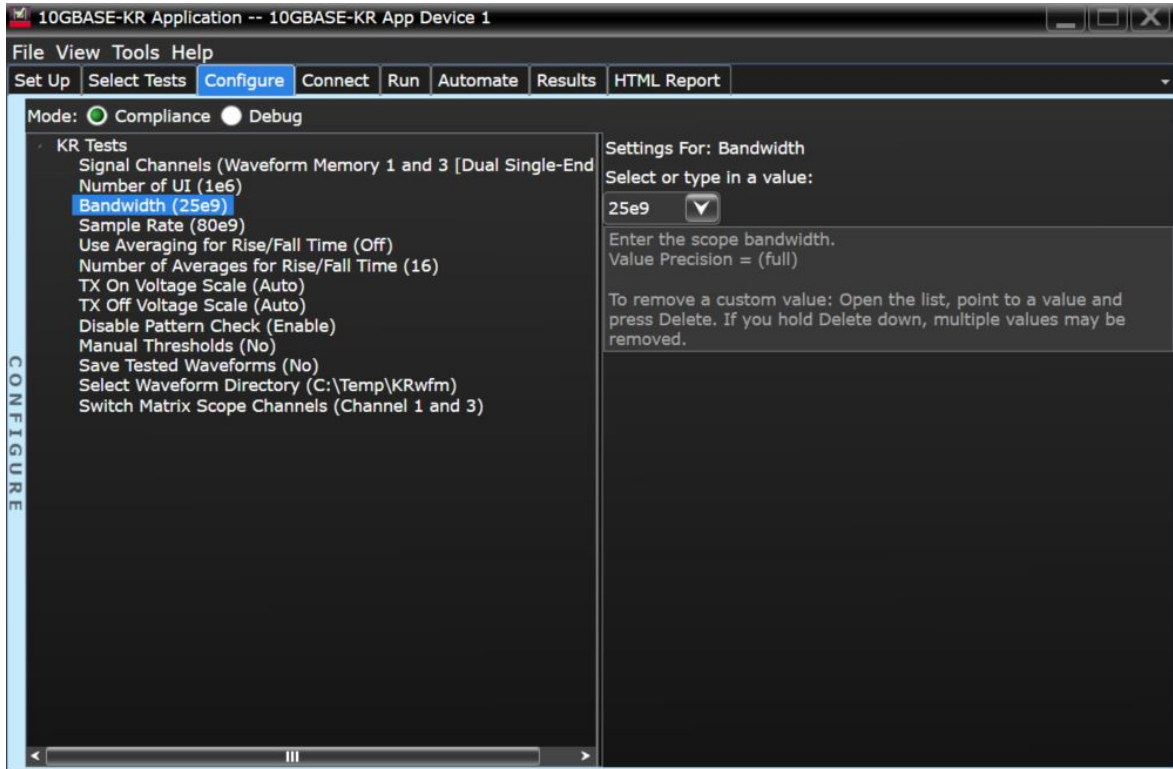 10GBASE-KR Application -- 10GBASE-KR App Device 1
File View Tools Help
Set Up Select Tests Configure Connect Run Automate Results HTML Report
Mode: Compliance Debug
KR Tests
Signal Channels (Waveform Memory 1 and 3 [Dual Single-End
Number of UI (1e6)
Bandwidth (25e9)
Sample Rate (80e9)
Use Averaging for Rise/Fall Time (Off)
Number of Averages for Rise/Fall Time (16)
TX On Voltage Scale (Auto)
TX Off Voltage Scale (Auto)
Disable Pattern Check (Enable)
Manual Thresholds (No)
Save Tested Waveforms (No)
Select Waveform Directory (C:\Temp\KRwfm)
Switch Matrix Scope Channels (Channel 1 and 3)
CONFIGURE
Settings For: Bandwidth
Select or type in a value:
25e9
Enter the scope bandwidth.
Value Precision = (full)
To remove a custom value: Open the list, point to a value and
press Delete. If you hold Delete down, multiple values may be
removed.